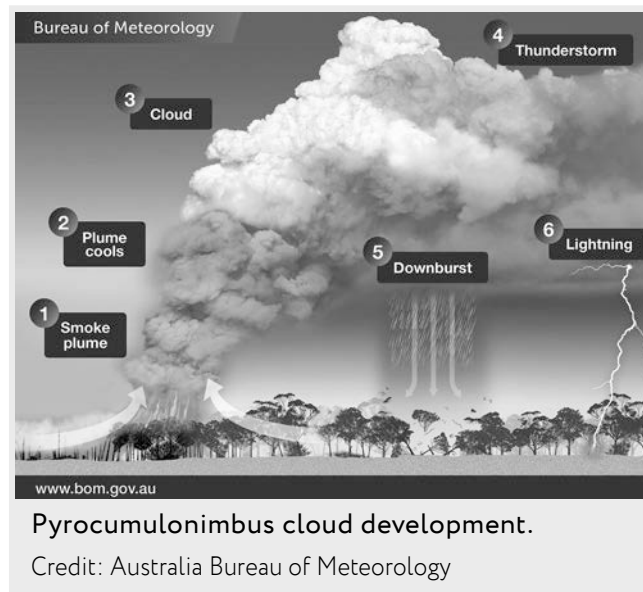 Bureau of Meteorology
4
Thunderstorm
3
Cloud
2
Plume
cools
6
Lightning
5
Downburst
1
Smoke
plume
www.bom.gov.au
Pyrocumulonimbus cloud development.
Credit: Australia Bureau of Meteorology